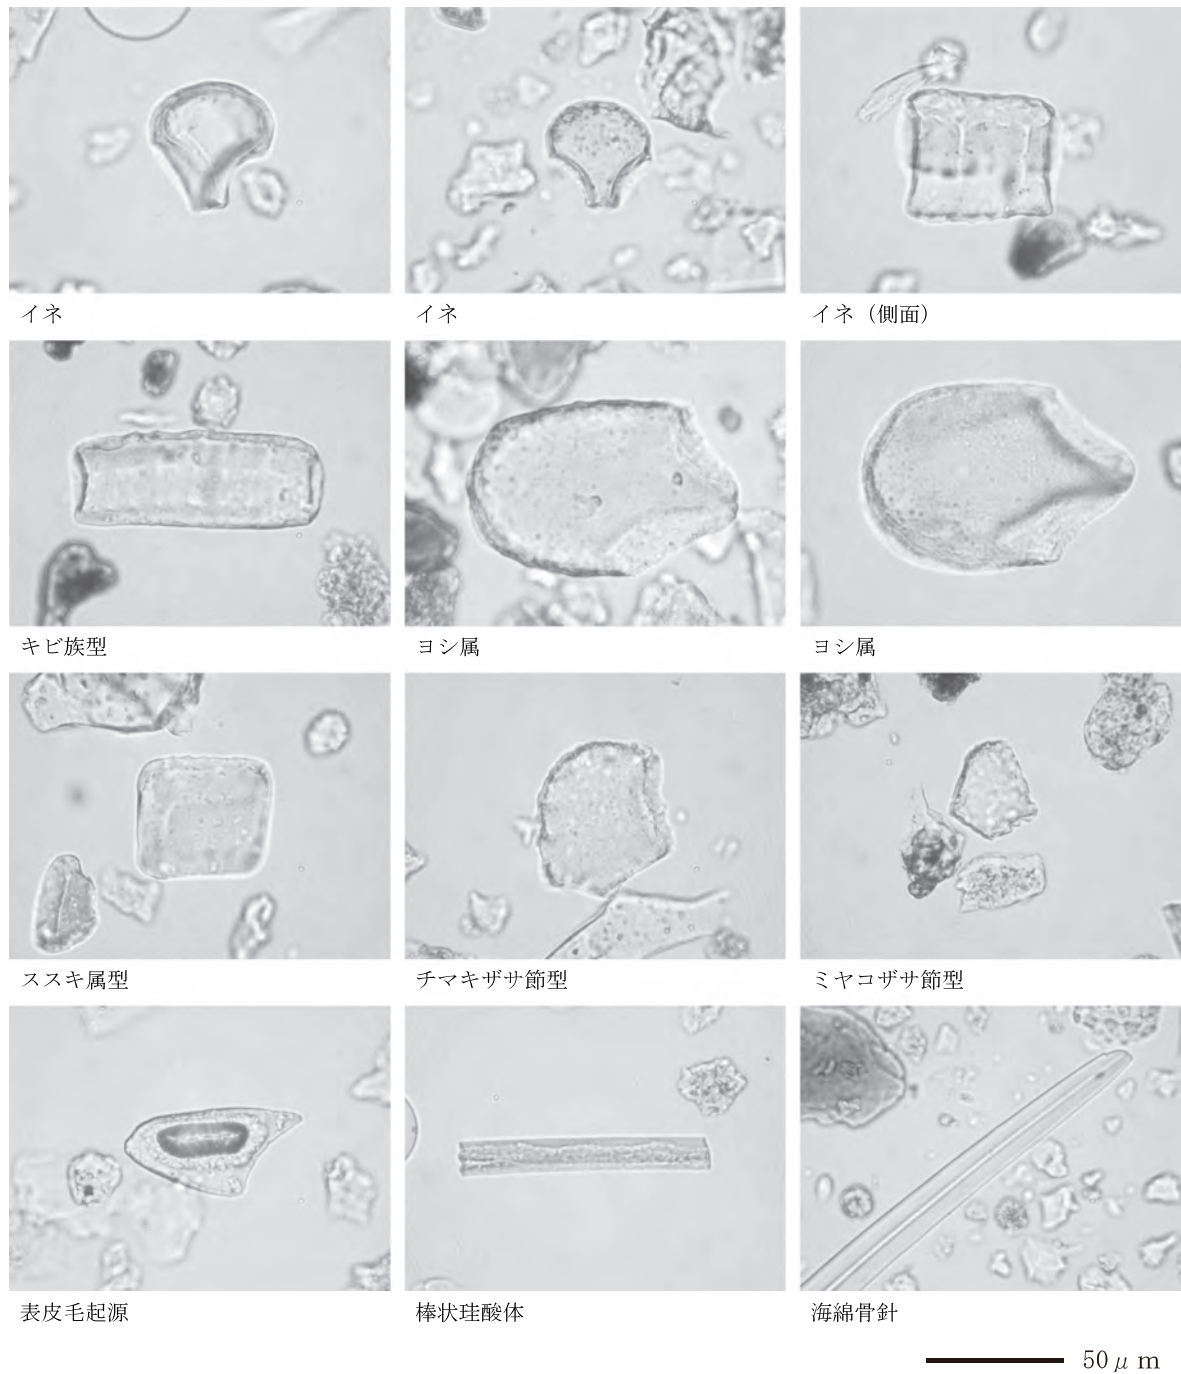 イネ
イネ
イネ（側面）
キビ族型
ヨシ属
ヨシ属
ススキ属型
チマキザサ節型
ミヤコザサ節型
表皮毛起源
棒状珪酸体
海綿骨針
50μm